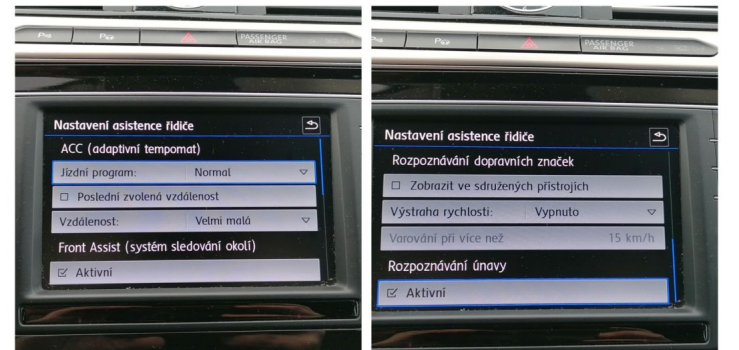 PASSENGER
AIR BAG
Nastavení asistence řidiče
ACC (adaptivní tempomat)
Jízdní program: Normal
Poslední zvolená vzdálenost
Vzdálenost: Velmi malá
Front Assist (systém sledování okolí)
Aktivní
PASSENGER
AIR BAG
Nastavení asistence řidiče
Rozpoznávání dopravních značek
Zobrazit ve sdružených přístrojích
Výstraha rychlosti: Vypnuto
Varování při více než 15 km/h
Rozpoznávání únavy
Aktivní